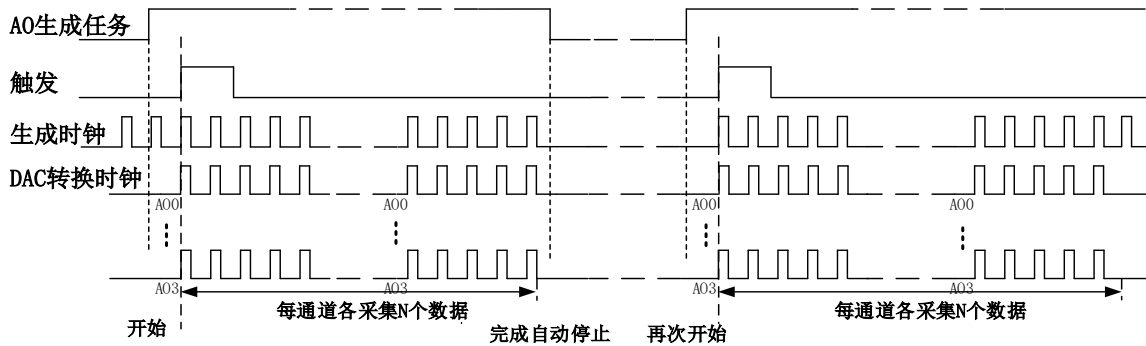 AO生成任务
触发
生成时钟
DAC转换时钟
AO0 AO0 AO0 AO0
AO3 AO3 AO3 AO3
每通道各采集N个数据 每通道各采集N个数据
开始 完成自动停止 再次开始